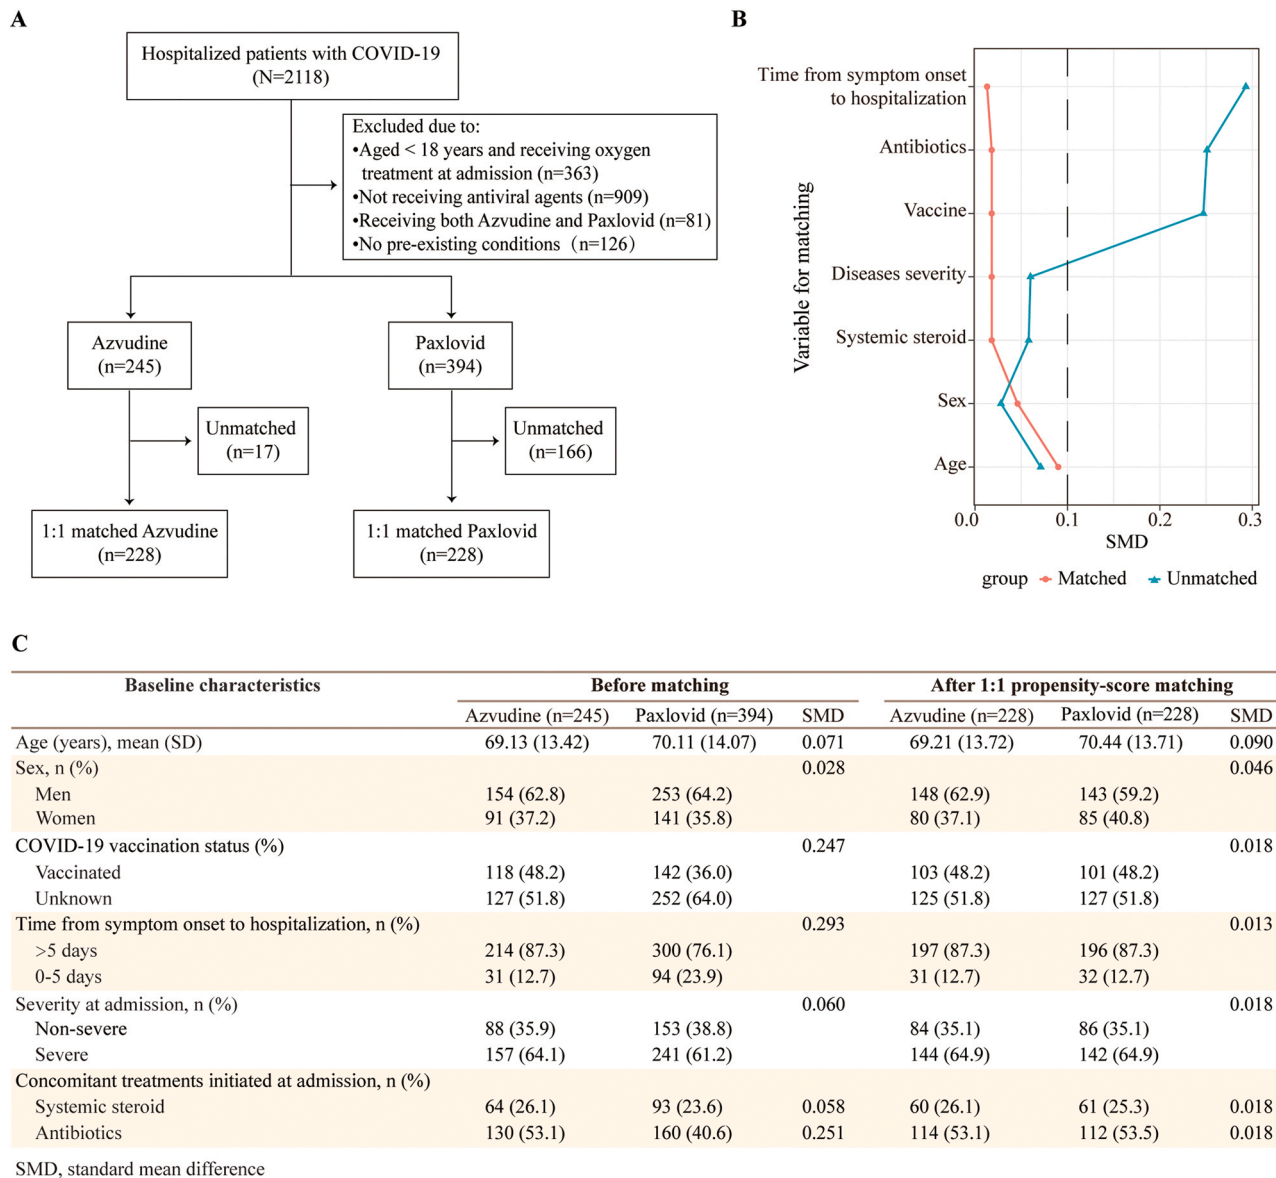 A
Hospitalized patients with COVID-19
(N=2118)
Excluded due to:
•Aged < 18 years and receiving oxygen
treatment at admission (n=363)
•Not receiving antiviral agents (n=909)
•Receiving both Azvudine and Paxlovid (n=81)
•No pre-existing conditions（n=126）
Azvudine
(n=245)
Paxlovid
(n=394)
Unmatched
(n=17)
Unmatched
(n=166)
1:1 matched Azvudine
(n=228)
1:1 matched Paxlovid
(n=228)
B
Variable for matching
Time from symptom onset
to hospitalization
Antibiotics
Vaccine
Diseases severity
Systemic steroid
Sex
Age
0.0 0.1 0.2 0.3
SMD
group Matched Unmatched
C
Baseline characteristics Before matching After 1:1 propensity-score matching
Azvudine (n=245) Paxlovid (n=394) SMD Azvudine (n=228) Paxlovid (n=228) SMD
Age (years), mean (SD) 69.13 (13.42) 70.11 (14.07) 0.071 69.21 (13.72) 70.44 (13.71) 0.090
Sex, n (%) 0.028 0.046
Men 154 (62.8) 253 (64.2) 148 (62.9) 143 (59.2)
Women 91 (37.2) 141 (35.8) 80 (37.1) 85 (40.8)
COVID-19 vaccination status (%) 0.247 0.018
Vaccinated 118 (48.2) 142 (36.0) 103 (48.2) 101 (48.2)
Unknown 127 (51.8) 252 (64.0) 125 (51.8) 127 (51.8)
Time from symptom onset to hospitalization, n (%) 0.293 0.013
>5 days 214 (87.3) 300 (76.1) 197 (87.3) 196 (87.3)
0-5 days 31 (12.7) 94 (23.9) 31 (12.7) 32 (12.7)
Severity at admission, n (%) 0.060 0.018
Non-severe 88 (35.9) 153 (38.8) 84 (35.1) 86 (35.1)
Severe 157 (64.1) 241 (61.2) 144 (64.9) 142 (64.9)
Concomitant treatments initiated at admission, n (%)
Systemic steroid 64 (26.1) 93 (23.6) 0.058 60 (26.1) 61 (25.3) 0.018
Antibiotics 130 (53.1) 160 (40.6) 0.251 114 (53.1) 112 (53.5) 0.018
SMD, standard mean difference